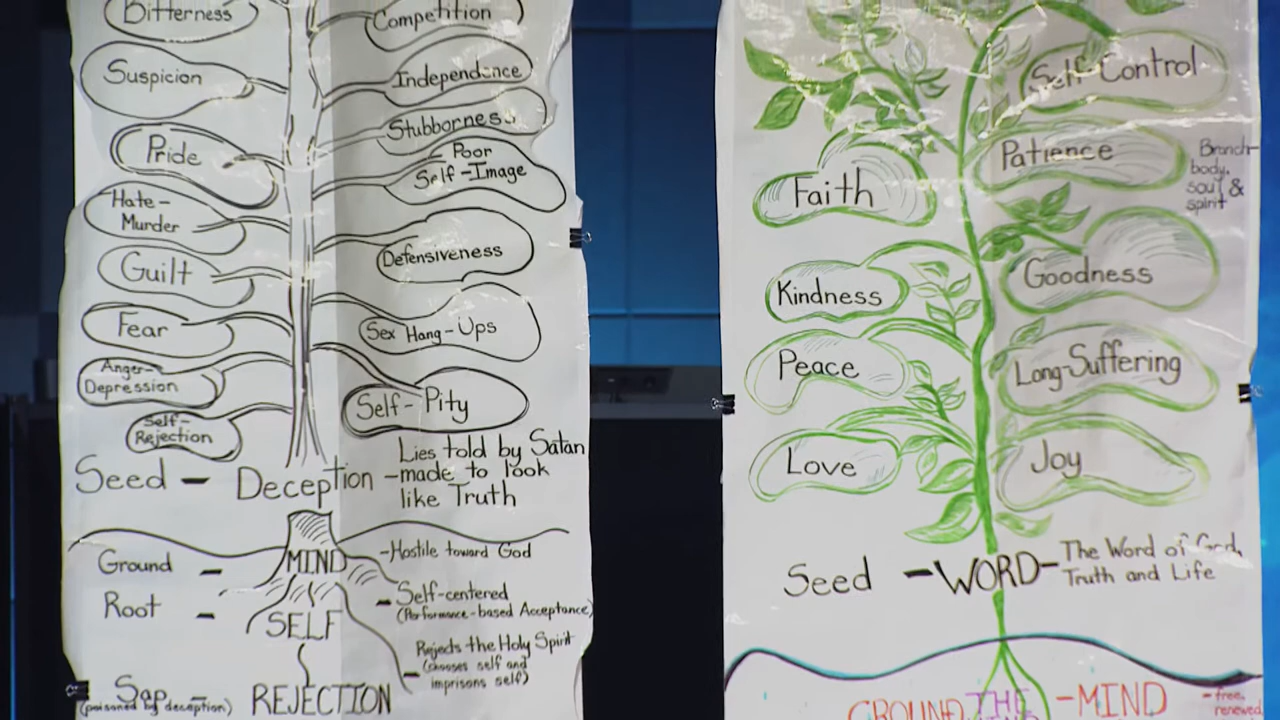 Bitterness
Suspicion
Pride
Hate-
Murder
Guilt
Fear
Anger-
Depression
Self-
Rejection
Competition
Independence
Stubborness
Poor
Self-Image
Defensiveness
Sex Hang-Ups
Self-Pity
Seed - Deception -
Lies told by Satan
made to look
like Truth
Ground - MIND -Hostile toward God
Root - SELF - Self-centered
(Performance-based Acceptance)
Rejects the Holy Spirit
- (chooses self and
imprisons self)
Sap - REJECTION
(poisoned by deception)
Self-Control
Patience
Branch-
body,
soul &
spirit
Faith
Goodness
Kindness
Peace
Long-Suffering
Love
Joy
Seed - WORD - The Word of God,
Truth and Life
GROUND THE - MIND - free,
renewed